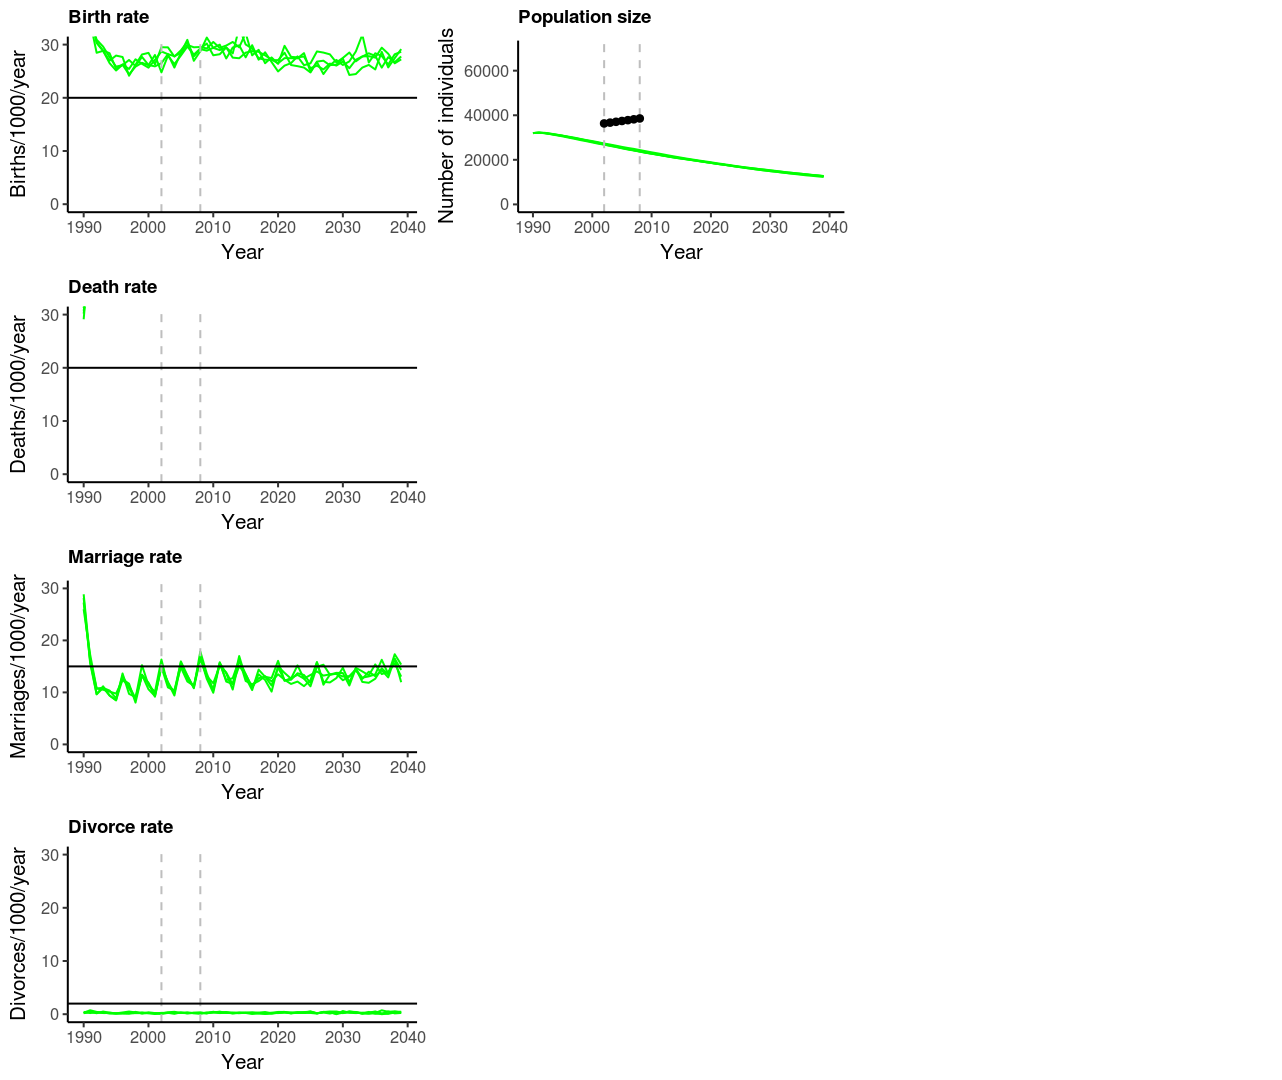 Birth rate
Births/1000/year
30
20
10
0
1990 2000 2010 2020 2030 2040
Year
Population size
Number of individuals
60000
40000
20000
0
1990 2000 2010 2020 2030 2040
Year
Death rate
Deaths/1000/year
30
20
10
0
1990 2000 2010 2020 2030 2040
Year
Marriage rate
Marriages/1000/year
30
20
10
0
1990 2000 2010 2020 2030 2040
Year
Divorce rate
Divorces/1000/year
30
20
10
0
1990 2000 2010 2020 2030 2040
Year